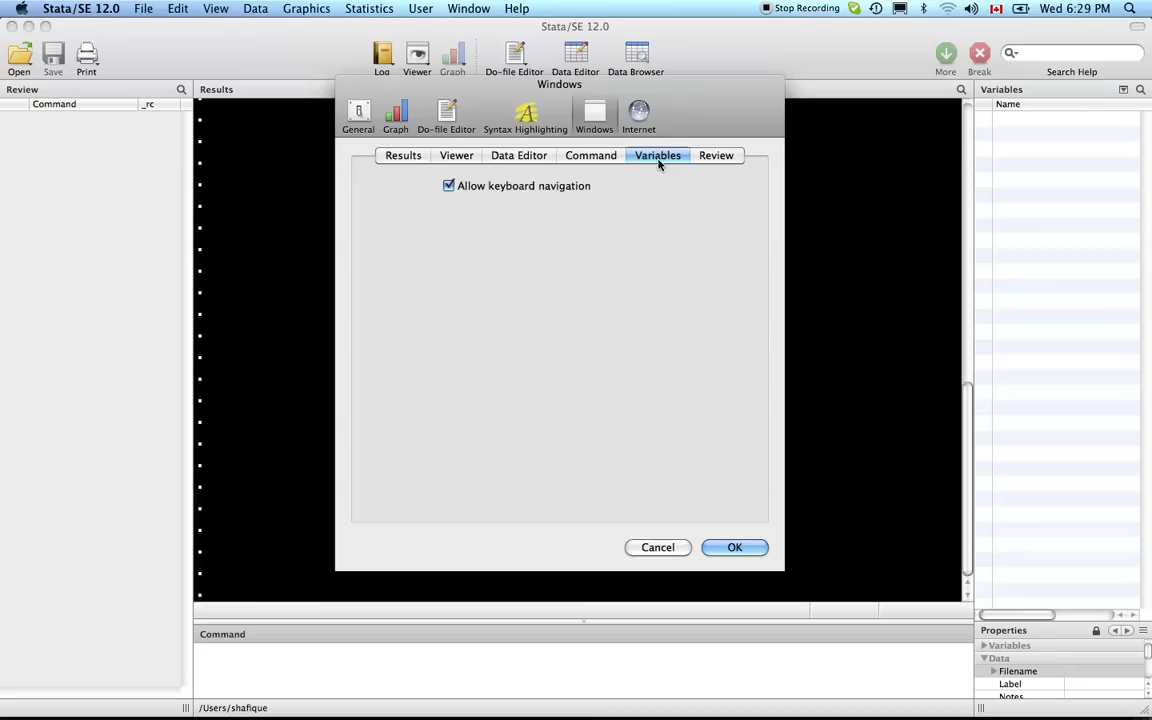 Stata/SE 12.0 File Edit View Data Graphics Statistics User Window Help Stop Recording Wed 6:29 PM
Stata/SE 12.0
Open Save Print Log Viewer Graph Do-file Editor Data Editor Data Browser More Break Search Help
Review Results Variables
Command _rc Name
Windows
General Graph Do-file Editor Syntax Highlighting Windows Internet
Results Viewer Data Editor Command Variables Review
Allow keyboard navigation
Cancel OK
Command
Properties
Variables
Data
Filename
Label
Notes
/Users/shafique